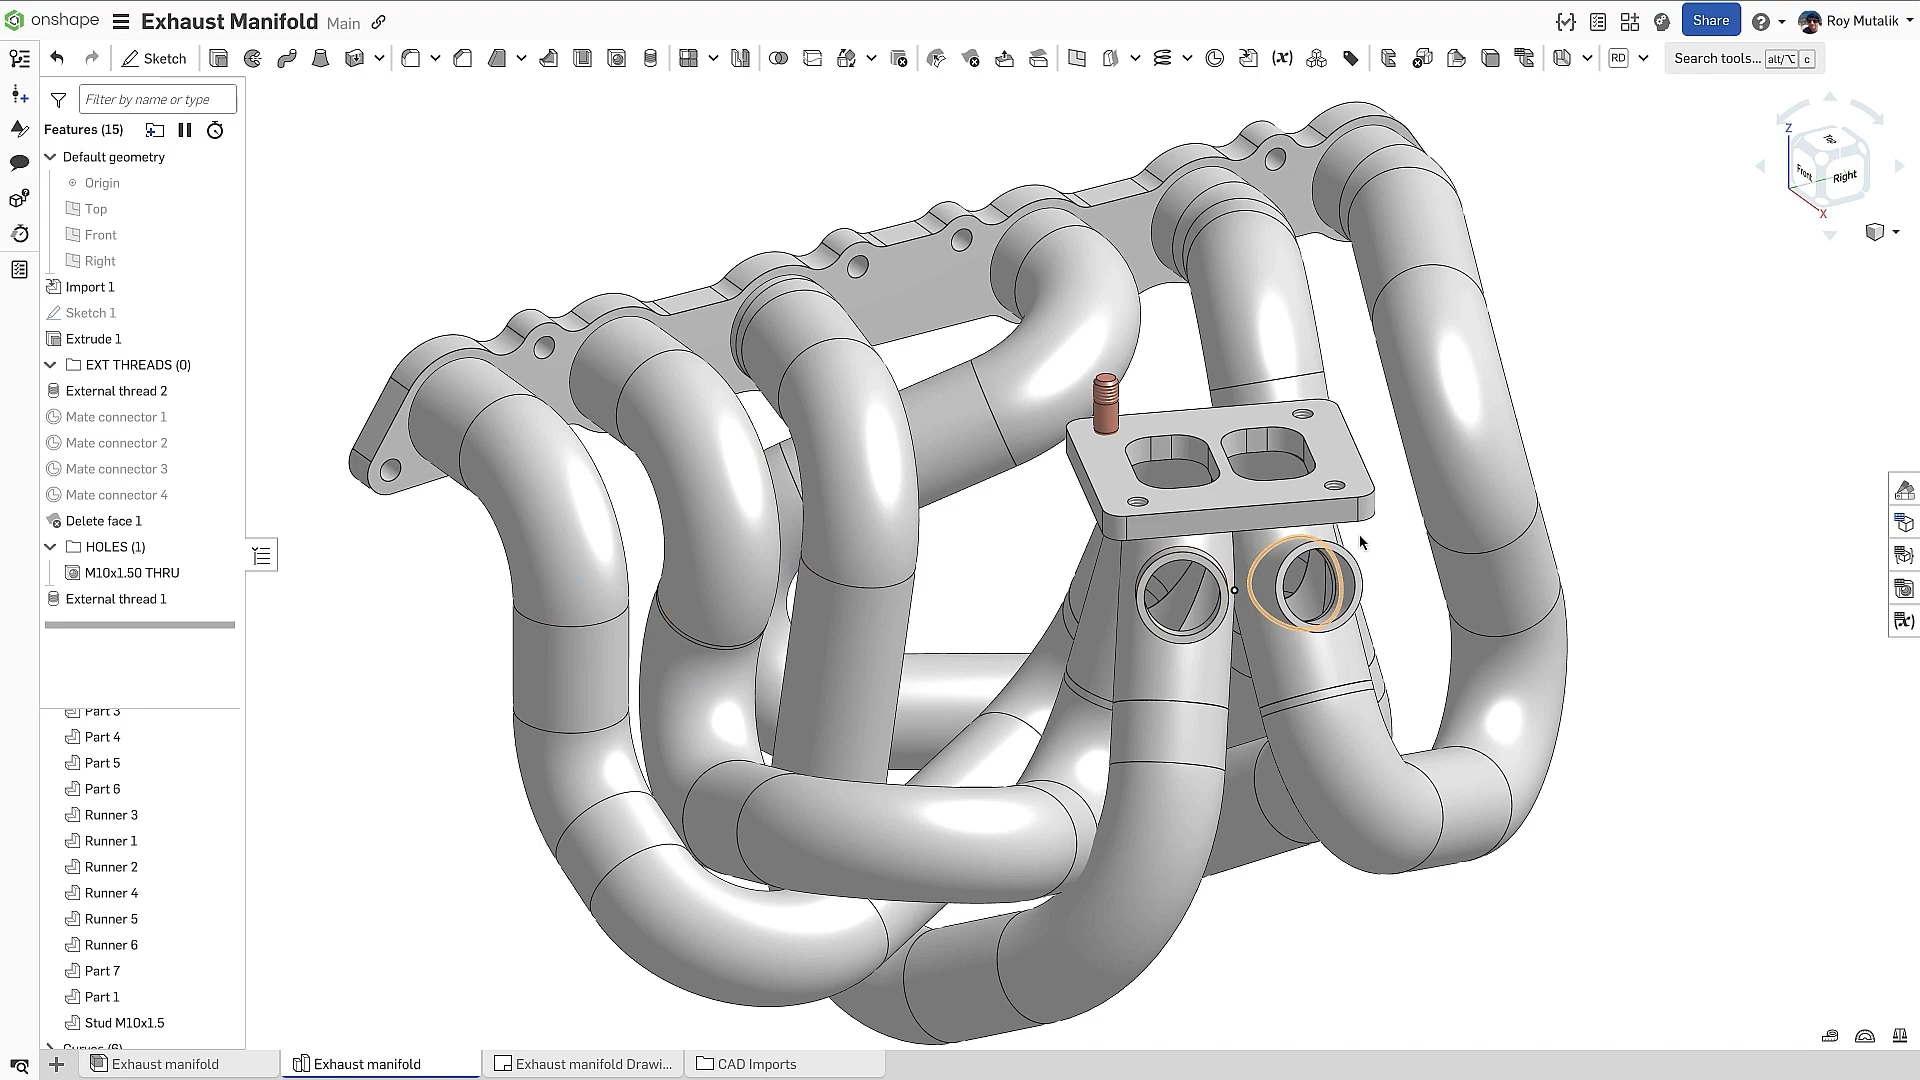 onshape
Exhaust Manifold Main
Share
Roy Mutalik
Sketch
RD
Search tools... alt/⌥ c
Filter by name or type
Features (15)
Default geometry
Origin
Top
Front
Right
Import 1
Sketch 1
Extrude 1
EXT THREADS (0)
External thread 2
Mate connector 1
Mate connector 2
Mate connector 3
Mate connector 4
Delete face 1
HOLES (1)
M10x1.50 THRU
External thread 1
Part 3
Part 4
Part 5
Part 6
Runner 3
Runner 1
Runner 2
Runner 4
Runner 5
Runner 6
Part 7
Part 1
Stud M10x1.5
Curves (6)
Z
Top
Front
Right
X
Exhaust manifold
Exhaust manifold
Exhaust manifold Drawi...
CAD Imports